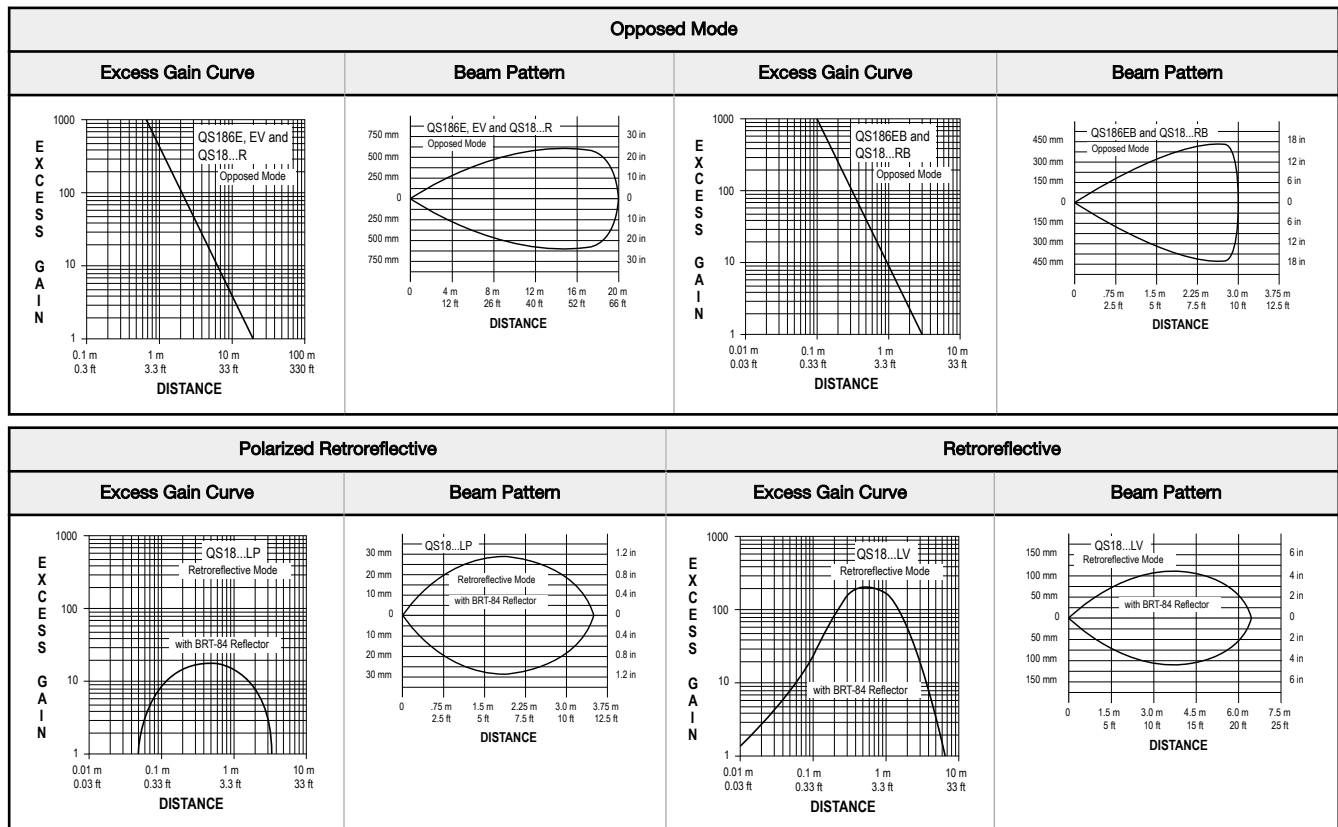 Opposed Mode
Excess Gain Curve
Beam Pattern
Excess Gain Curve
Beam Pattern
EXCESS GAIN
1000
100
10
1
QS186E, EV and
QS18...R
Opposed Mode
0.1 m 1 m 10 m 100 m
0.3 ft 3.3 ft 33 ft 330 ft
DISTANCE
750 mm
500 mm
250 mm
0
250 mm
500 mm
750 mm
QS186E, EV and QS18...R
Opposed Mode
30 in
20 in
10 in
0
10 in
20 in
30 in
0 4 m 8 m 12 m 16 m 20 m
12 ft 26 ft 40 ft 52 ft 66 ft
DISTANCE
EXCESS GAIN
1000
100
10
1
QS186EB and
QS18...RB
Opposed Mode
0.01 m 0.1 m 1.3 m 10 m
0.03 ft 0.33 ft 3.3 ft 33 ft
DISTANCE
450 mm
300 mm
150 mm
0
150 mm
300 mm
450 mm
QS186EB and QS18...RB
Opposed Mode
18 in
12 in
6 in
0
6 in
12 in
18 in
0 .75 m 1.5 m 2.25 m 3.0 m 3.75 m
2.5 ft 5 ft 7.5 ft 10 ft 12.5 ft
DISTANCE
Polarized Retroreflective
Retroreflective
Excess Gain Curve
Beam Pattern
Excess Gain Curve
Beam Pattern
EXCESS GAIN
1000
100
10
1
QS18...LP
Retroreflective Mode
with BRT-84 Reflector
0.01 m 0.1 m 1 m 10 m
0.03 ft 0.33 ft 3.3 ft 33 ft
DISTANCE
30 mm
20 mm
10 mm
0
10 mm
20 mm
30 mm
QS18...LP
Retroreflective Mode
with BRT-84 Reflector
1.2 in
0.8 in
0.4 in
0
0.4 in
0.8 in
1.2 in
0 .75 m 1.5 m 2.25 m 3.0 m 3.75 m
2.5 ft 5 ft 7.5 ft 10 ft 12.5 ft
DISTANCE
EXCESS GAIN
1000
100
10
1
QS18...LV
Retroreflective Mode
with BRT-84 Reflector
0.01 m 0.1 m 1 m 10 m
0.03 ft 0.33 ft 3.3 ft 33 ft
DISTANCE
150 mm
100 mm
50 mm
0
50 mm
100 mm
150 mm
QS18...LV
Retroreflective Mode
with BRT-84 Reflector
6 in
4 in
2 in
0
2 in
4 in
6 in
0 1.5 m 3.0 m 4.5 m 6.0 m 7.5 m
5 ft 10 ft 15 ft 20 ft 25 ft
DISTANCE